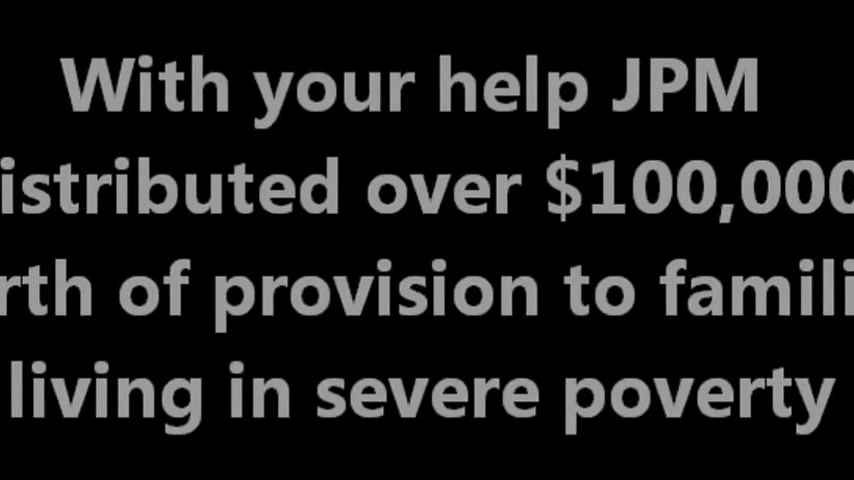 With your help JPM
istributed over $100,000
rth of provision to famili
living in severe poverty